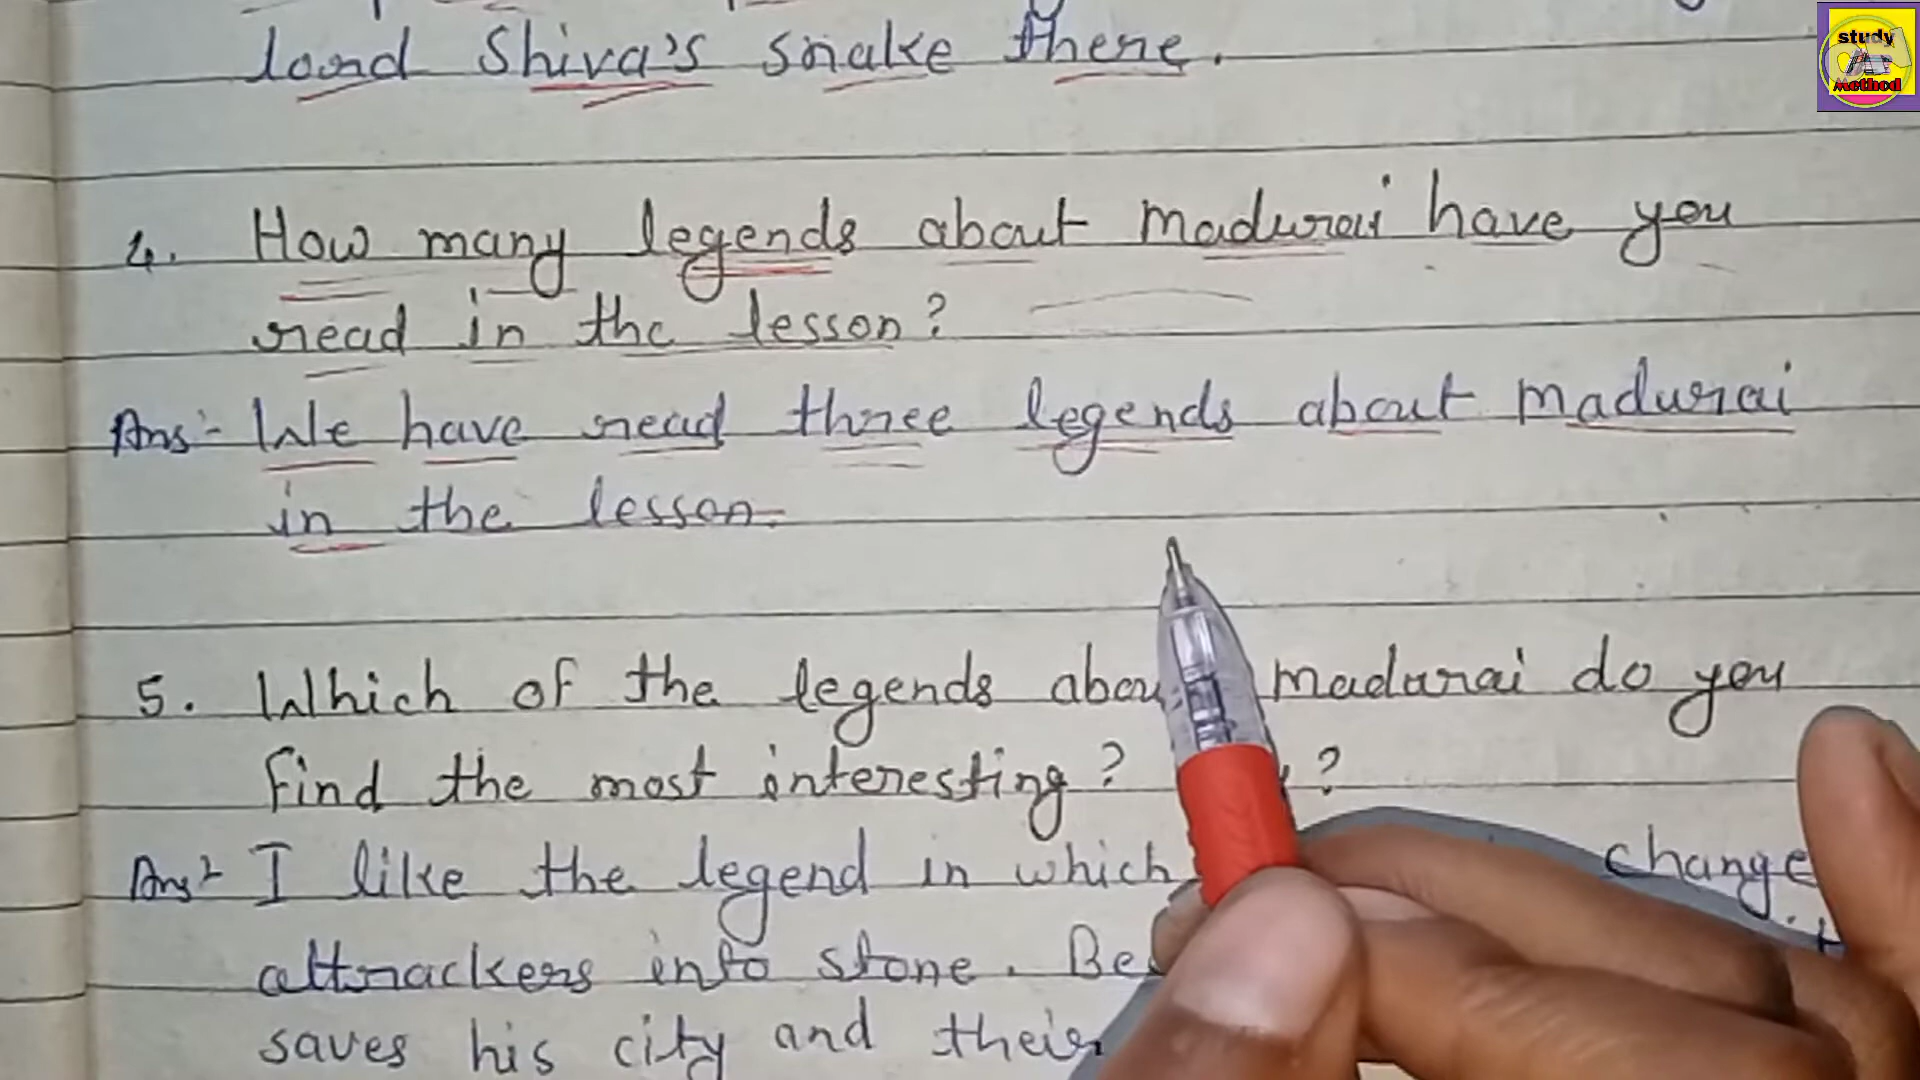 lord Shiva's snake there.
4. How many legends about Madurai have you
read in the lesson?
Ans:- We have read three legends about Madurai
in the lesson.
5. Which of the legends about madurai do you
find the most interesting? ?
Ans:- I like the legend in which change
attrackers into stone.
saves his city and their
study
Method